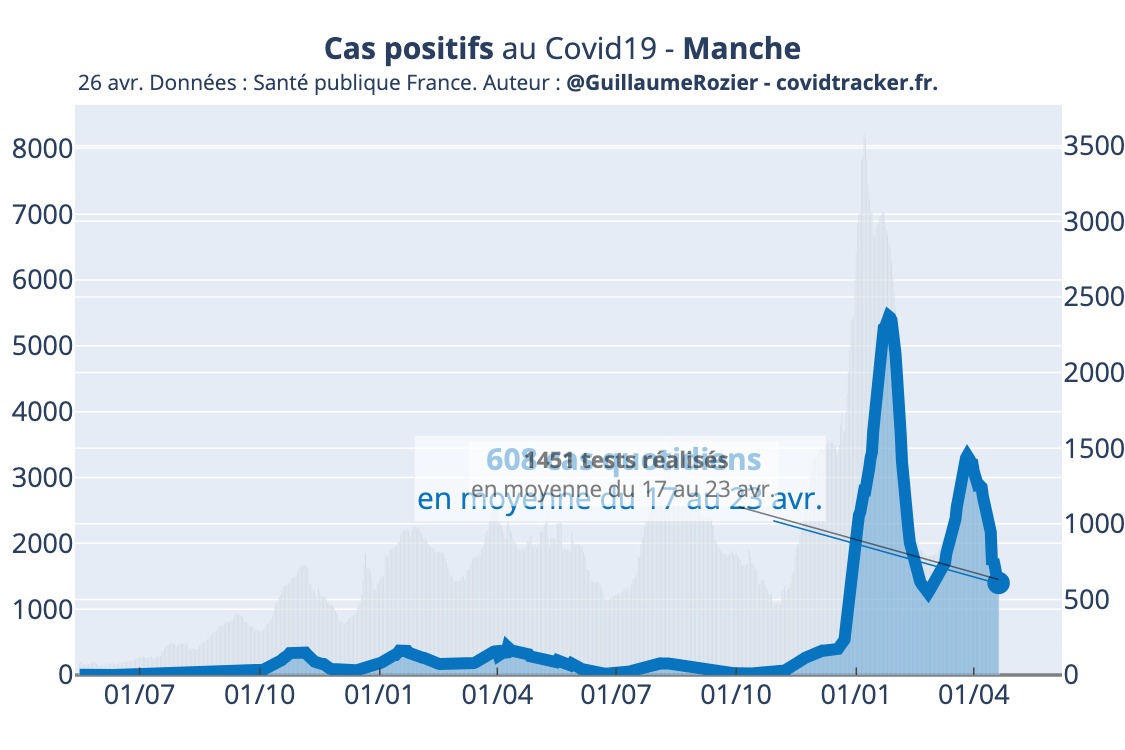 Cas positifs au Covid19 - Manche
26 avr. Données : Santé publique France. Auteur : @GuillaumeRozier - covidtracker.fr.
8000
7000
6000
5000
4000
3000
2000
1000
0
3500
3000
2500
2000
1500
1000
500
0
608 cas quotidiens
en moyenne du 17 au 23 avr.
1451 tests réalisés
en moyenne du 17 au 23 avr.
01/07 01/10 01/01 01/04 01/07 01/10 01/01 01/04